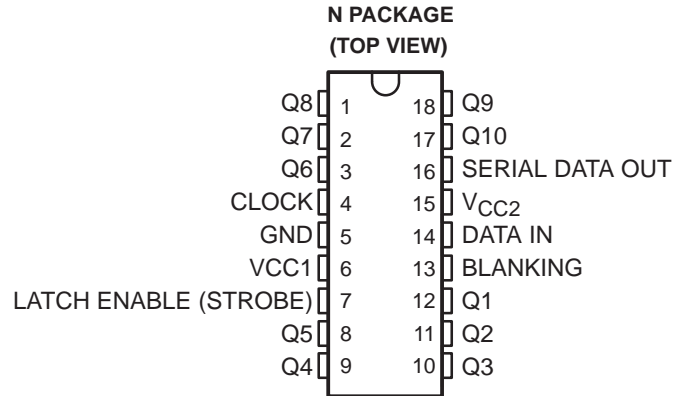 N PACKAGE
(TOP VIEW)
Q8 1 18 Q9
Q7 2 17 Q10
Q6 3 16 SERIAL DATA OUT
CLOCK 4 15 VCC2
GND 5 14 DATA IN
VCC1 6 13 BLANKING
LATCH ENABLE (STROBE) 7 12 Q1
Q5 8 11 Q2
Q4 9 10 Q3